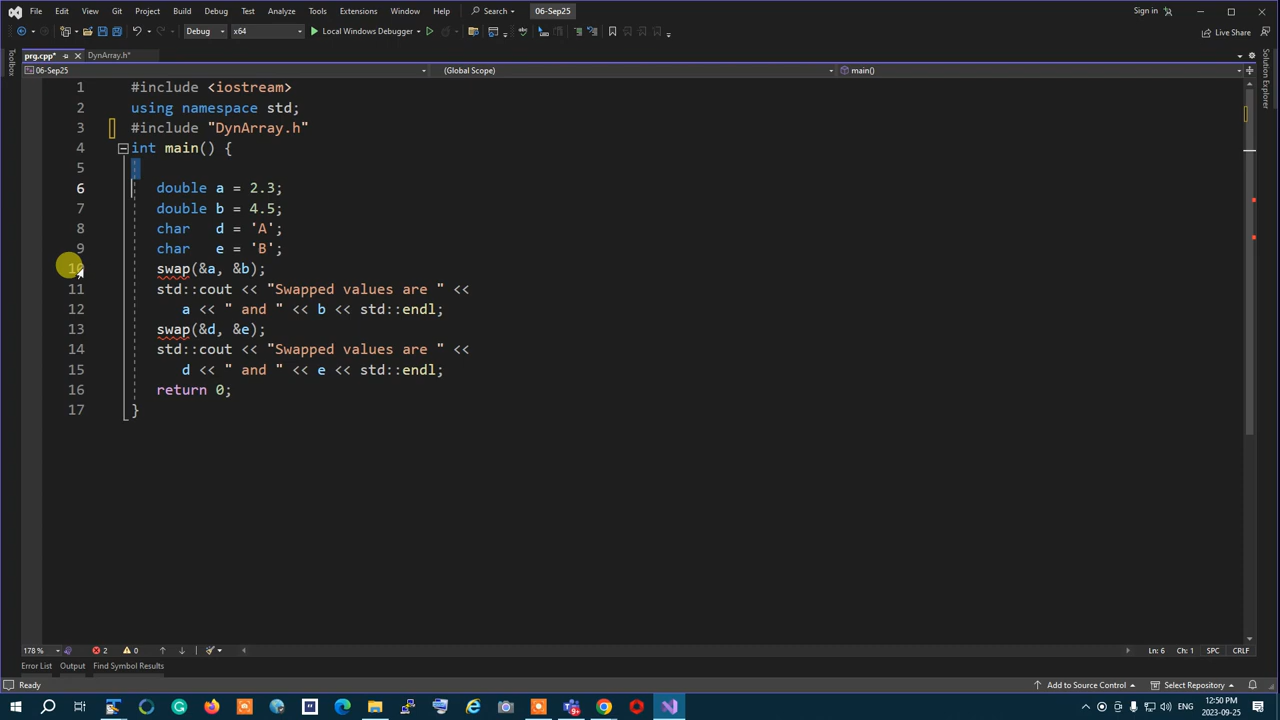 File Edit View Git Project Build Debug Test Analyze Tools Extensions Window Help Search 06-Sep25 Sign in
Debug x64 Local Windows Debugger Live Share
prg.cpp* DynArray.h*
Toolbox
Solution Explorer
06-Sep25 (Global Scope) main()
1 #include <iostream>
2 using namespace std;
3 #include "DynArray.h"
4 int main() {
5
6 double a = 2.3;
7 double b = 4.5;
8 char d = 'A';
9 char e = 'B';
10 swap(&a, &b);
11 std::cout << "Swapped values are " <<
12 a << " and " << b << std::endl;
13 swap(&d, &e);
14 std::cout << "Swapped values are " <<
15 d << " and " << e << std::endl;
16 return 0;
17 }
178 % 2 0 Ln: 6 Ch: 1 SPC CRLF
Error List Output Find Symbol Results
Ready Add to Source Control Select Repository
ENG 12:50 PM
2023-09-25